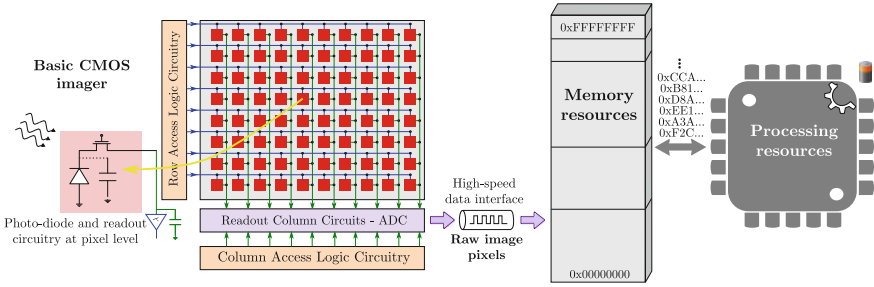 Basic CMOS
imager
Row Access Logic Circuitry
Photo-diode and readout
circuitry at pixel level
Readout Column Circuits - ADC
Column Access Logic Circuitry
High-speed
data interface
Raw image
pixels
0xFFFFFFFF
Memory
resources
0x00000000
0xCCA...
0xB81...
0xD8A...
0xEE1...
0xA3A...
0xF2C...
Processing
resources